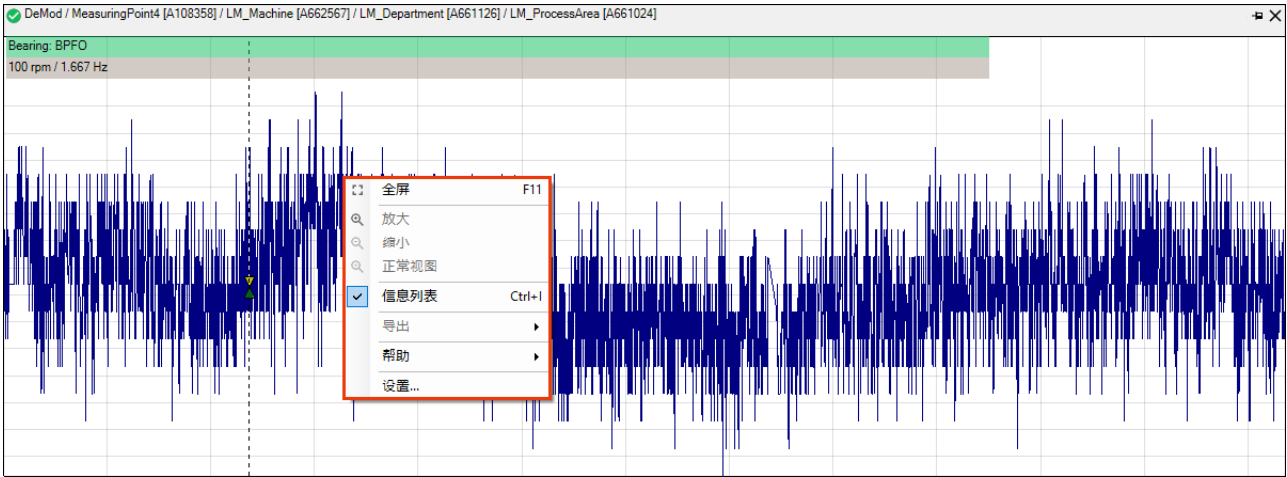 DeMod / MeasuringPoint4 [A108358] / LM_Machine [A662567] / LM_Department [A661126] / LM_ProcessArea [A661024]
Bearing: BPFO
100 rpm / 1.667 Hz
全屏 F11
放大
缩小
正常视图
信息列表 Ctrl+I
导出
帮助
设置...